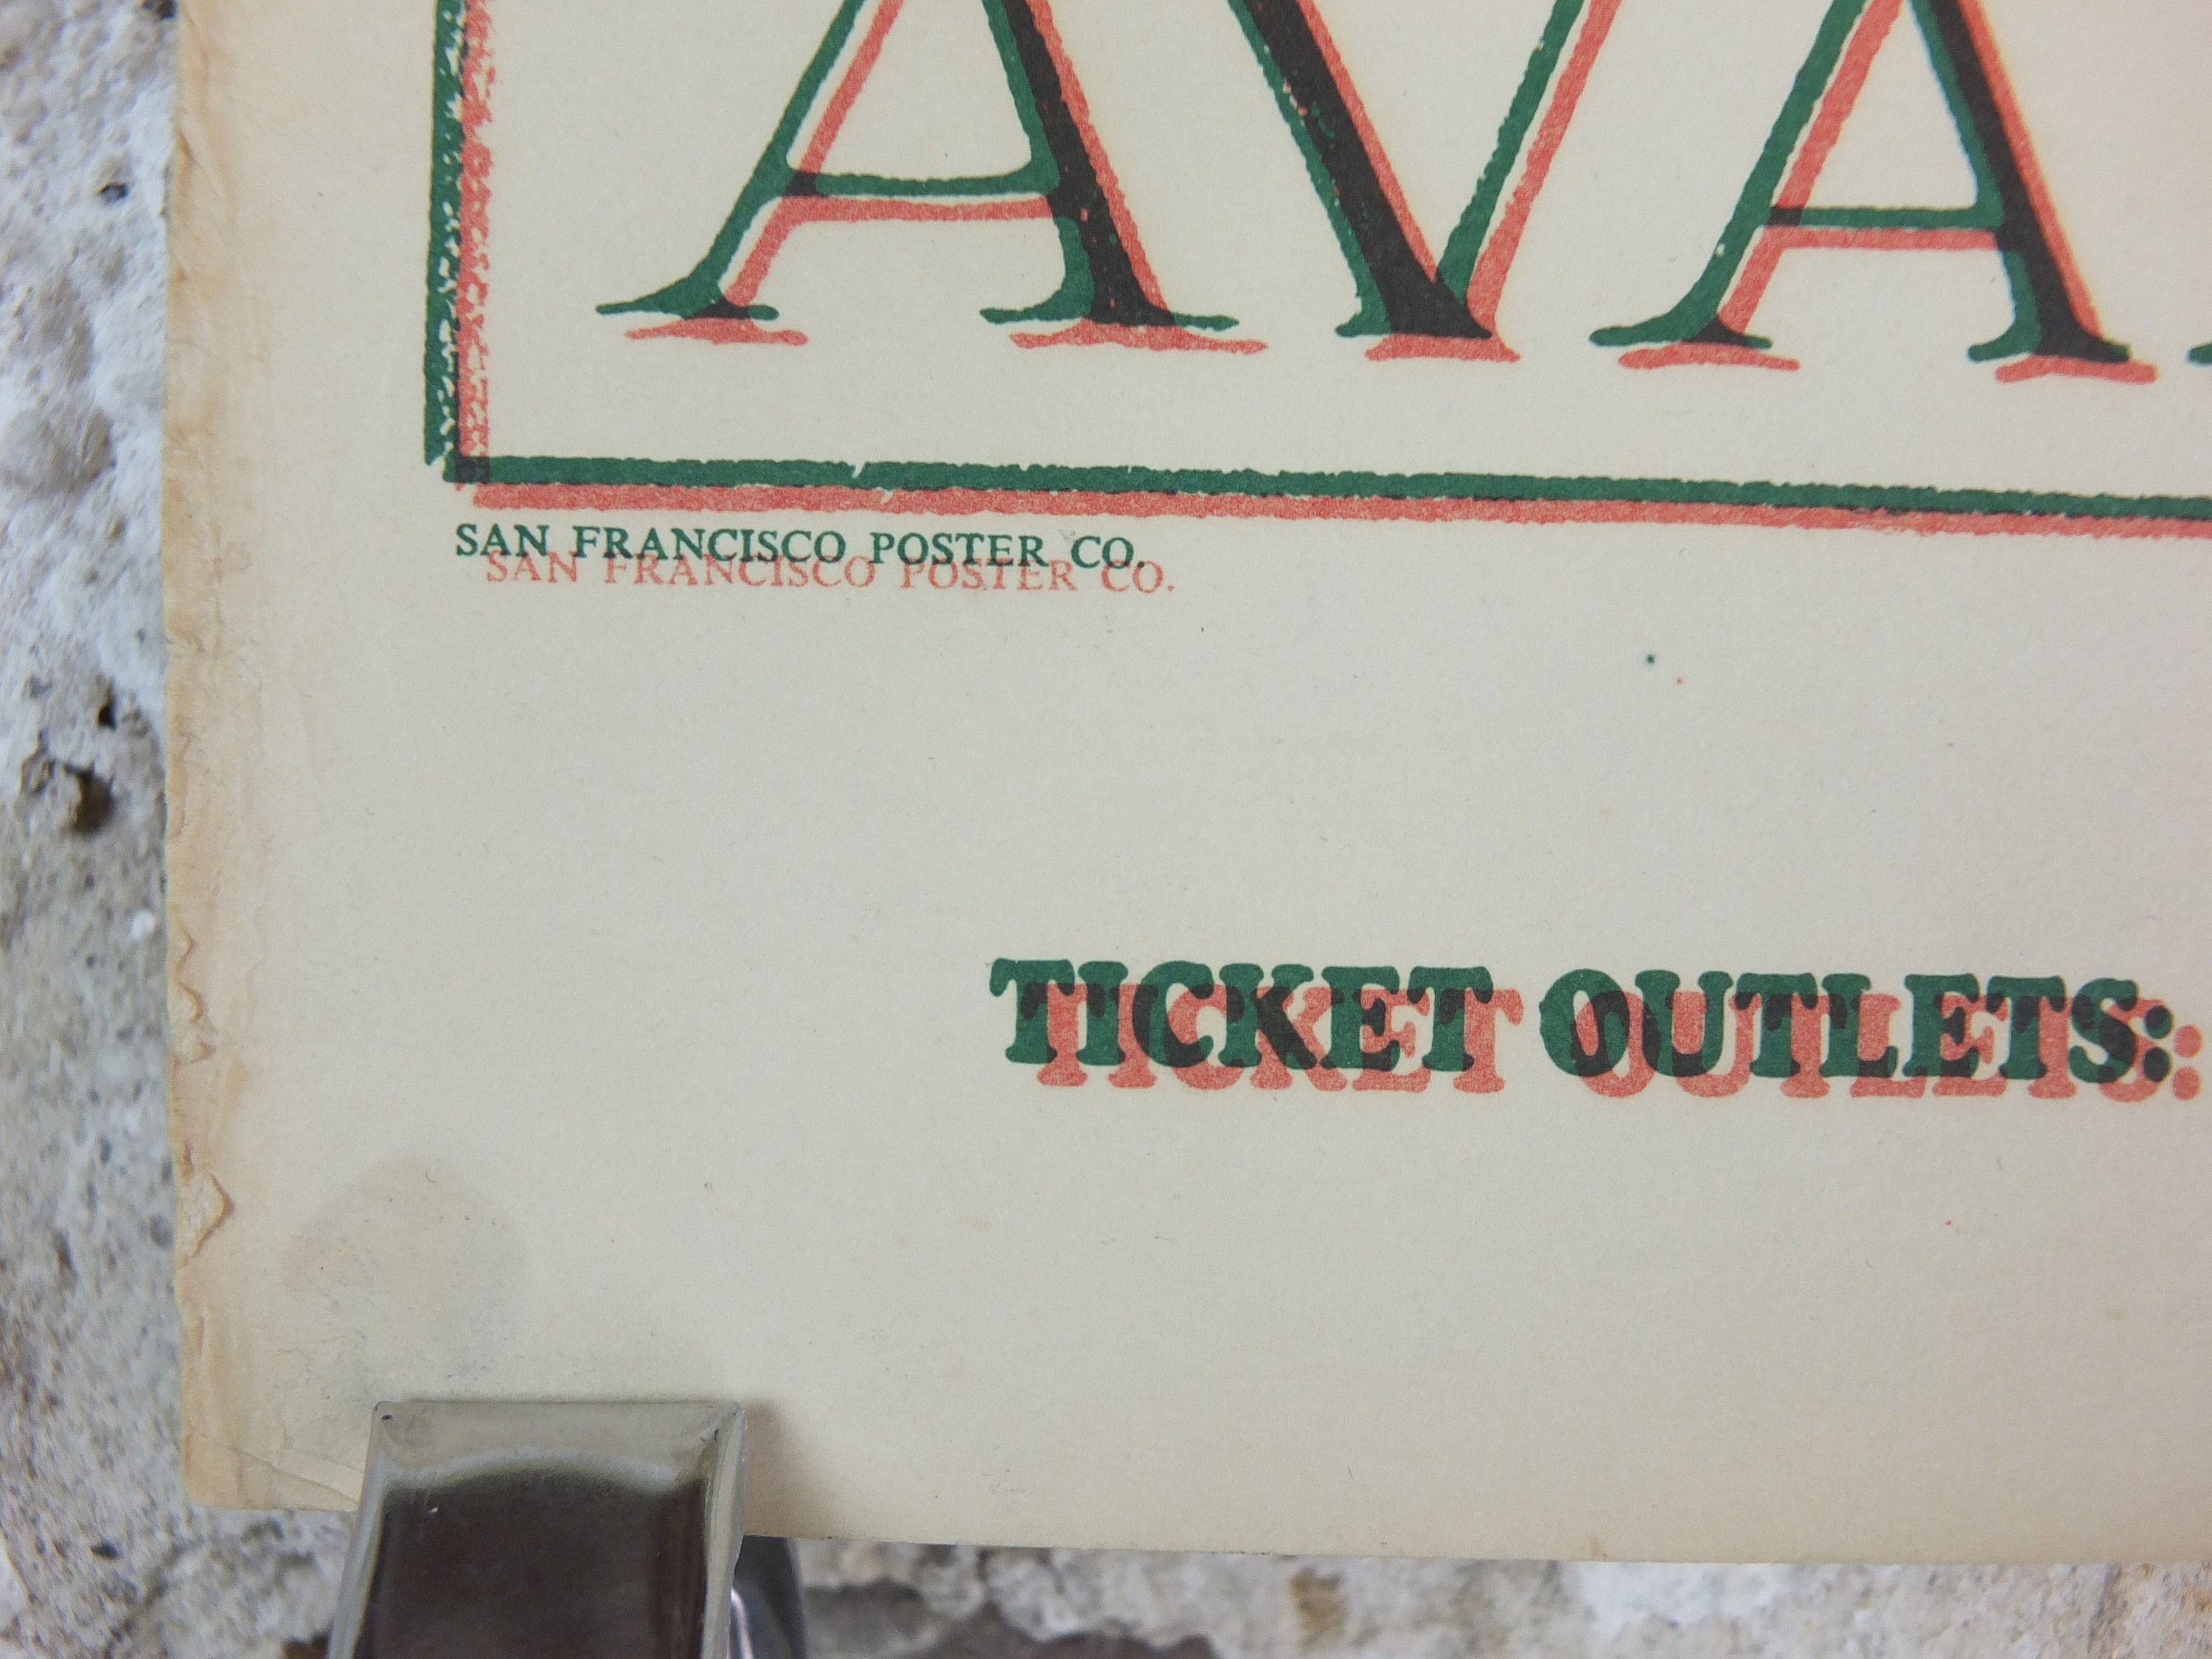 AVA
SAN FRANCISCO POSTER CO.
SAN FRANCISCO POSTER CO.
TICKET OUTLETS:
TICKET OUTLETS: